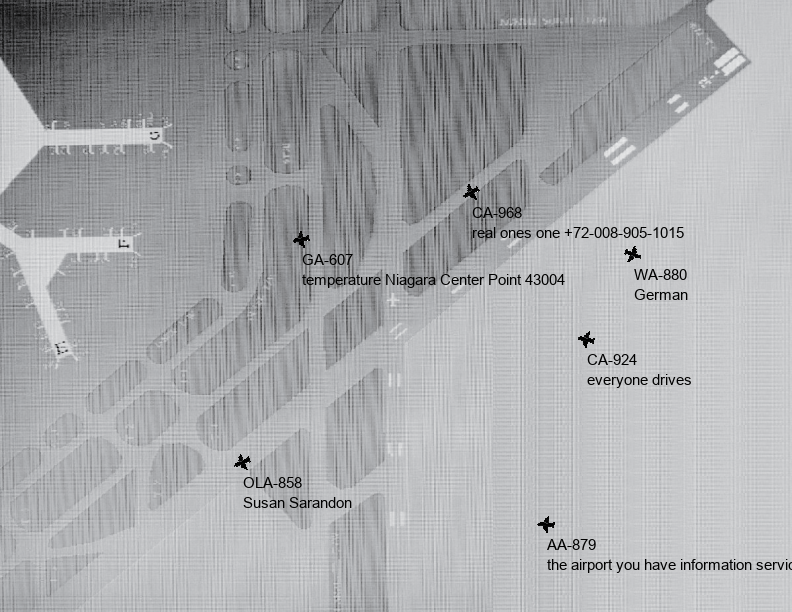 G
F
E
CA-968
real ones one +72-008-905-1015
GA-607
temperature Niagara Center Point 43004
WA-880
German
CA-924
everyone drives
OLA-858
Susan Sarandon
AA-879
the airport you have information servic